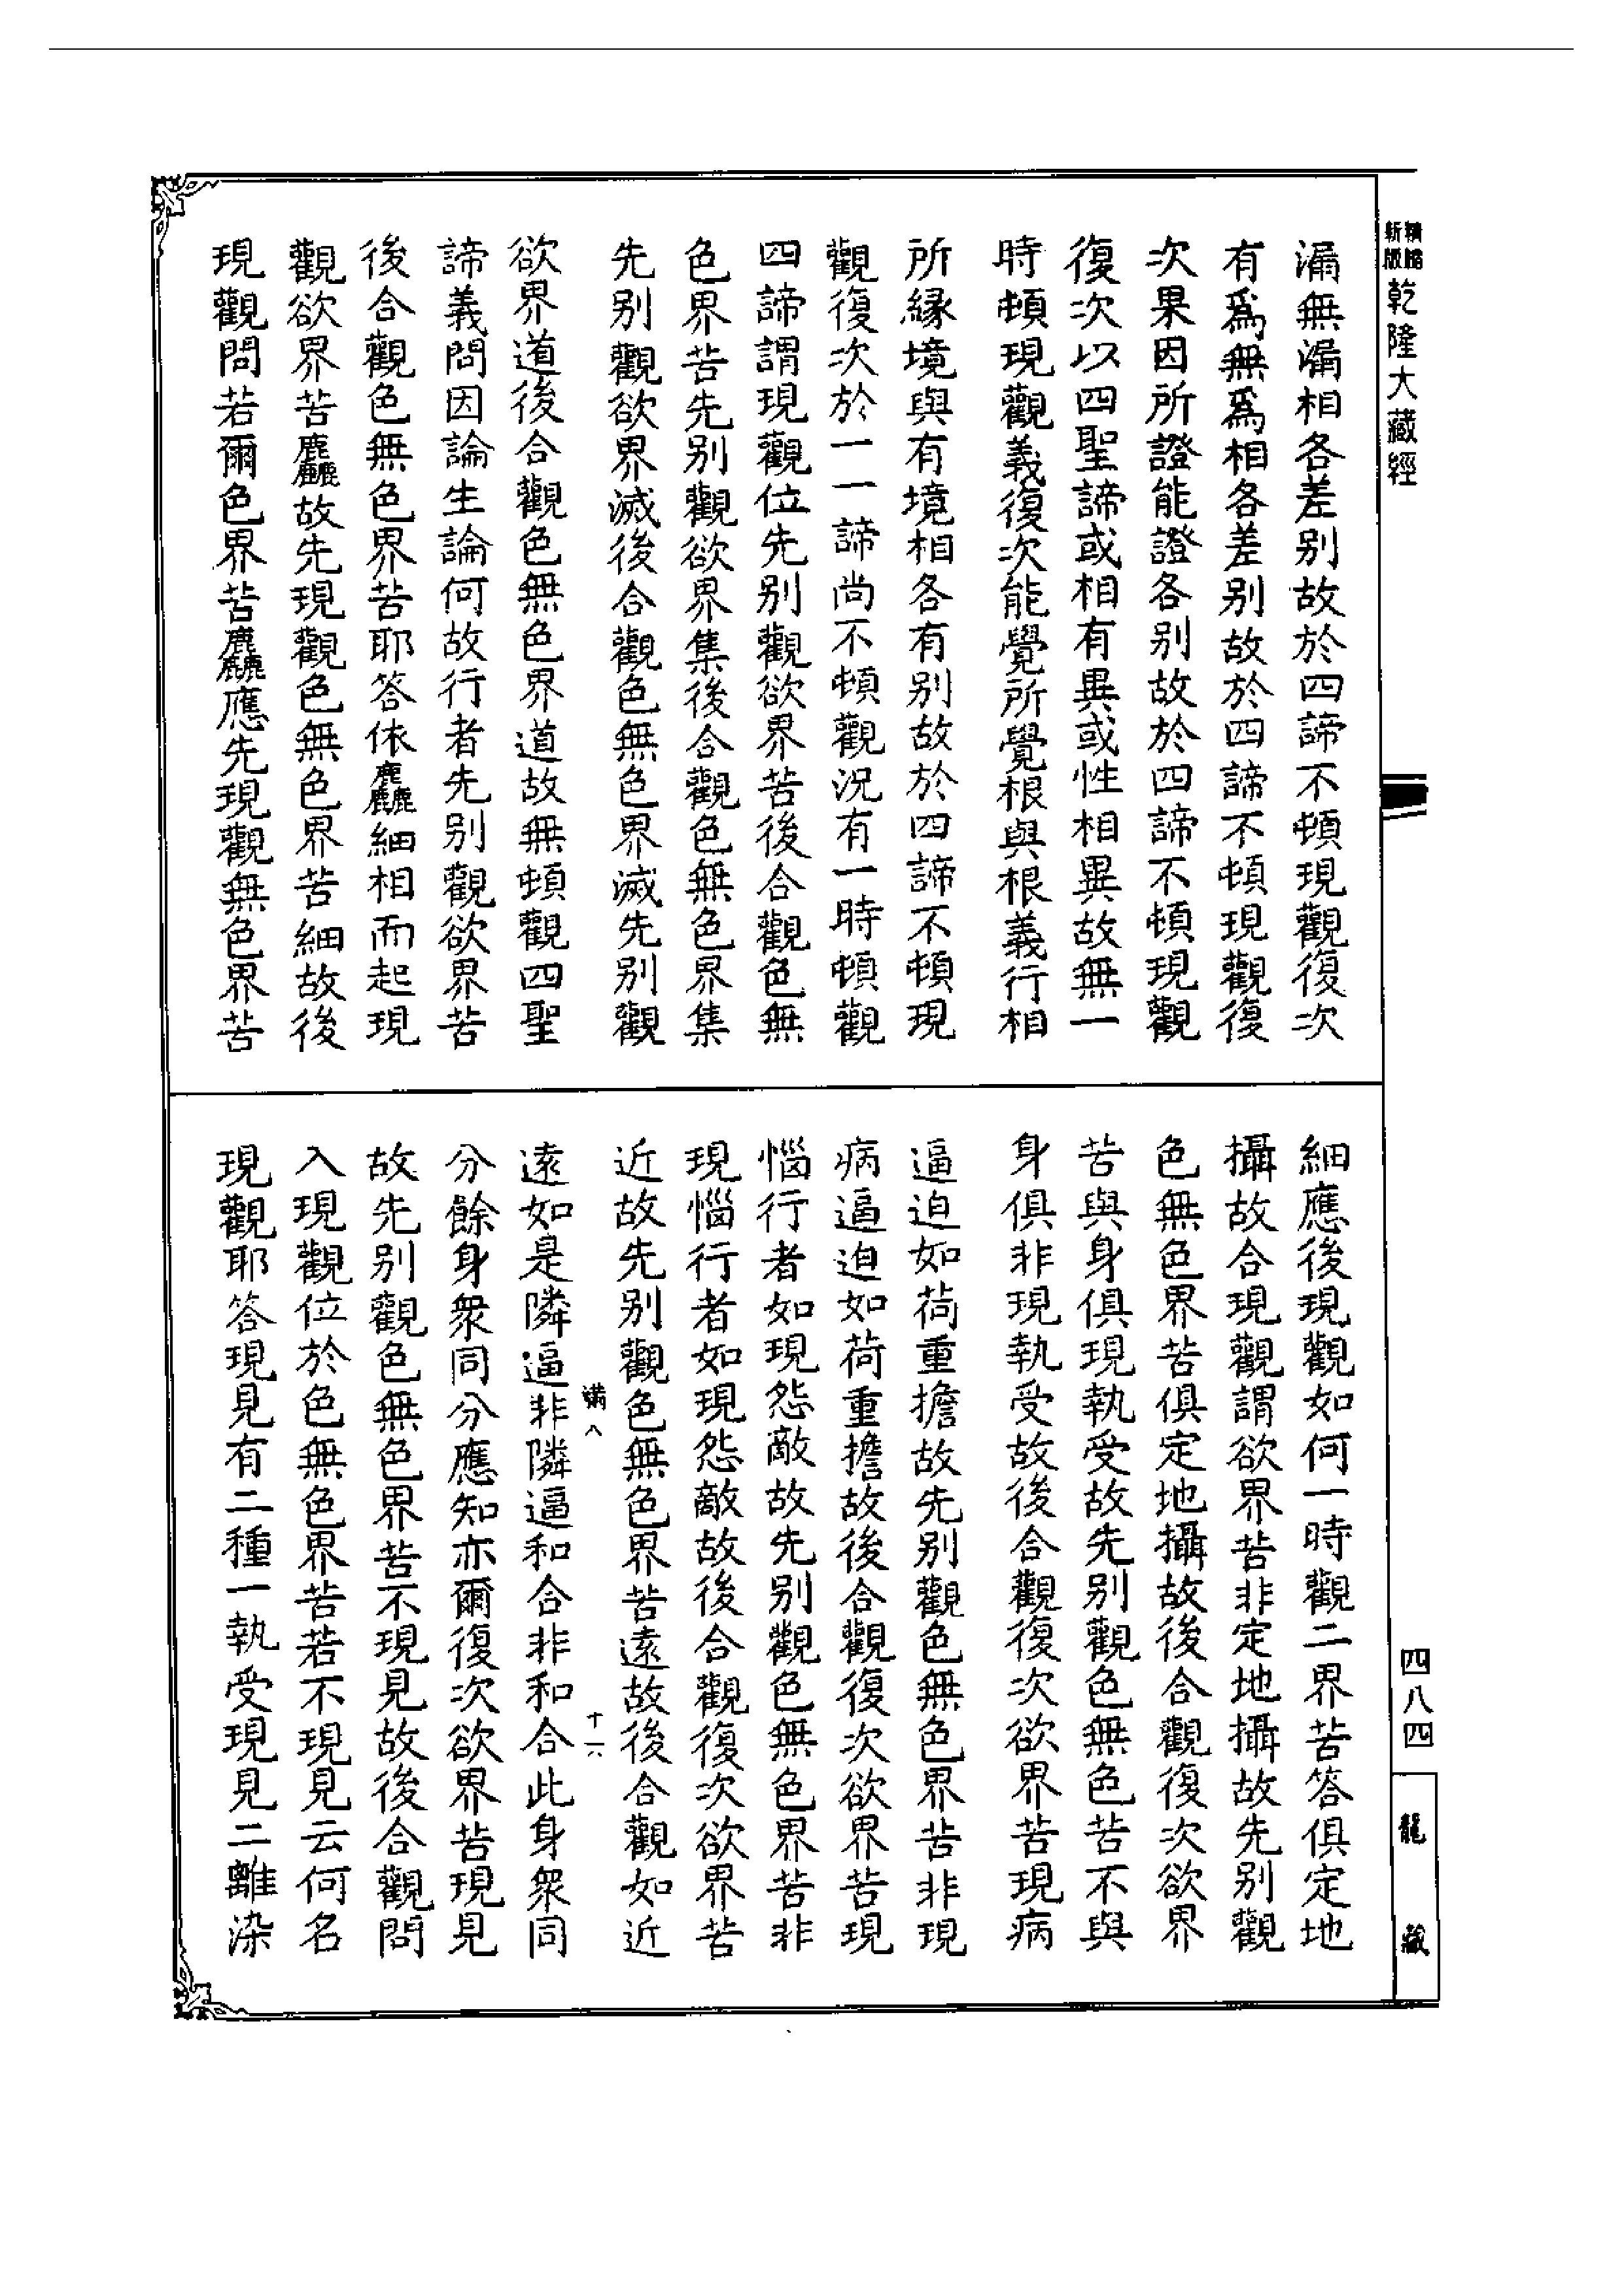 新版
精縮
乾隆大藏經
漏無漏相各差别故於四諦不頓現觀復次
有爲無爲相各差别故於四諦不頓現觀復
次果因所證能證各别故於四諦不頓現觀
復次以四聖諦或相有異或性相異故無一
時頓現觀義復次能覺所覺根與根義行相
所緣境與有境相各有别故於四諦不頓現
觀復次於一一諦尚不頓觀況有一時頓觀
四諦謂現觀位先别觀欲界苦後合觀色無
色界苦先别觀欲界集後合觀色無色界集
先别觀欲界滅後合觀色無色界滅先别觀
欲界道後合觀色無色界道故無頓觀四聖
諦義問因論生論何故行者先别觀欲界苦
後合觀色無色界苦耶答依麤細相而起現
觀欲界苦麤故先現觀色無色界苦細故後
現觀問若爾色界苦麤應先現觀無色界苦
細應後現觀如何一時觀二界苦答俱定地
攝故合現觀謂欲界苦非定地攝故先别觀
色無色界苦俱定地攝故後合觀復次欲界
苦與身俱現執受故先别觀色無色苦不與
身俱非現執受故後合觀復次欲界苦現病
逼迫如荷重擔故先别觀色無色界苦非現
病逼迫如荷重擔故後合觀復次欲界苦現
惱行者如現怨敵故先别觀色無色界苦非
現惱行者如現怨敵故後合觀復次欲界苦
近故先别觀色無色界苦遠故後合觀如近
滿八
十六
遠如是隣逼非隣逼和合非和合此身衆同
分餘身衆同分應知亦爾復次欲界苦現見
故先别觀色無色界苦不現見故後合觀問
入現觀位於色無色界苦若不現見云何名
現觀耶答現見有二種一執受現見二離染
四八四
龍藏